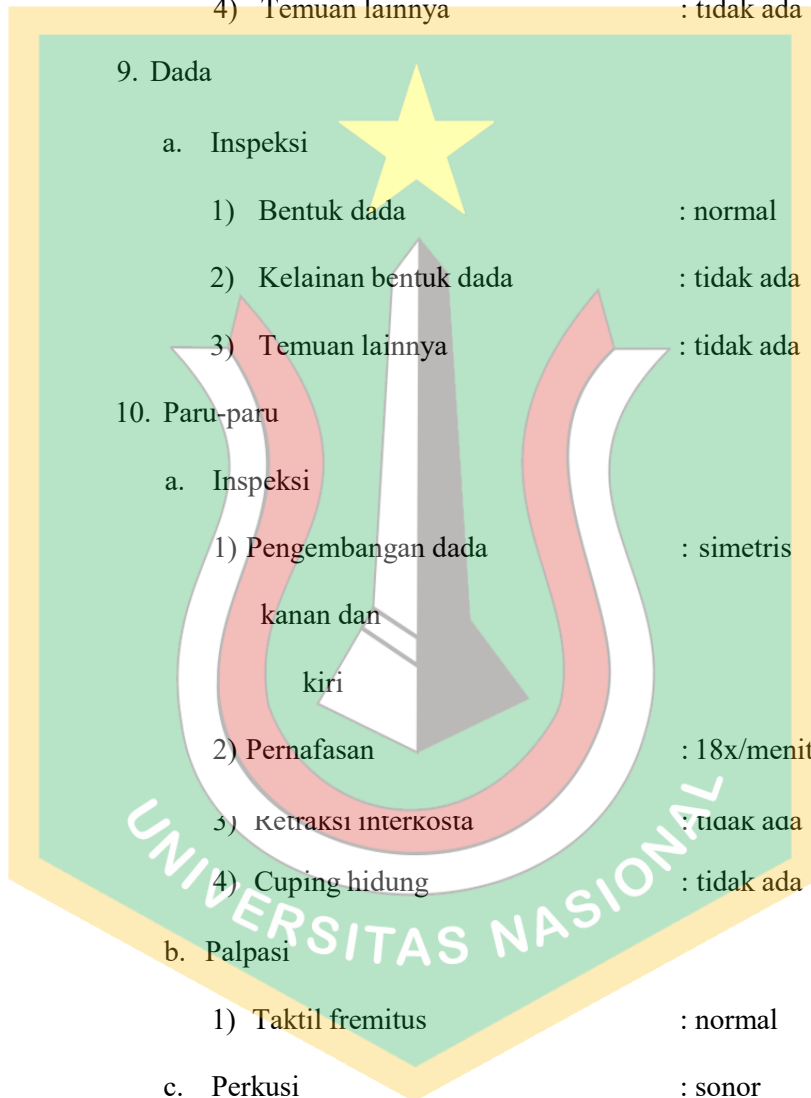 4) Temuan lainnya : tidak ada
9. Dada
a. Inspeksi
1) Bentuk dada : normal
2) Kelainan bentuk dada : tidak ada
3) Temuan lainnya : tidak ada
10. Paru-paru
a. Inspeksi
1) Pengembangan dada : simetris
kanan dan
kiri
2) Pernafasan : 18x/menit
3) Retraksi interkosta : tidak ada
4) Cuping hidung : tidak ada
UNIVERSITAS NASIONAL
b. Palpasi
1) Taktil fremitus : normal
c. Perkusi : sonor